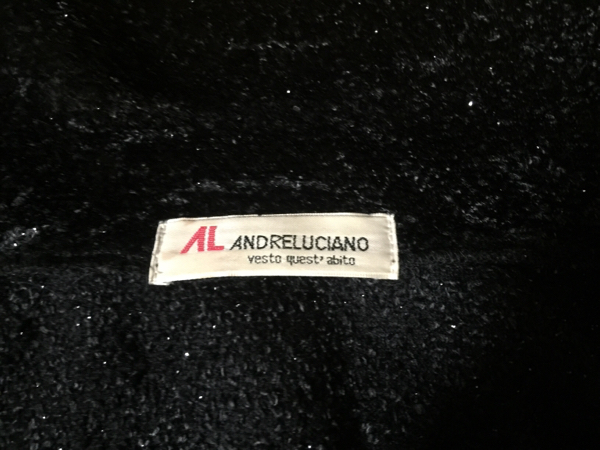 AL ANDRELUCIANO
vesto quest' abito